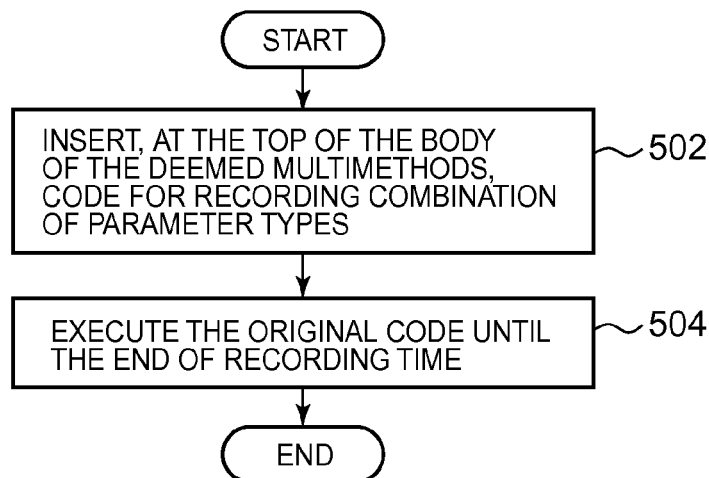 START
INSERT, AT THE TOP OF THE BODY
OF THE DEEMED MULTIMETHODS,
CODE FOR RECORDING COMBINATION
OF PARAMETER TYPES
502
EXECUTE THE ORIGINAL CODE UNTIL
THE END OF RECORDING TIME
504
END